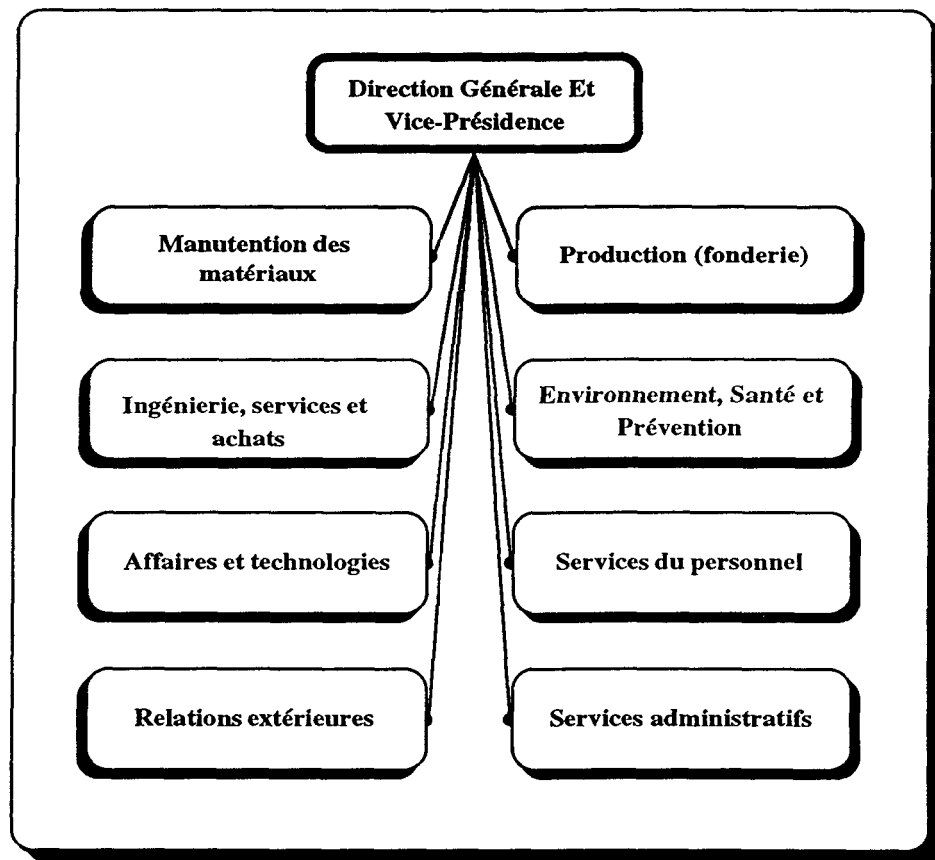 Direction Générale Et
Vice-Présidence
Manutention des
matériaux
Production (fonderie)
Ingénierie, services et
achats
Environnement, Santé et
Prévention
Affaires et technologies
Services du personnel
Relations extérieures
Services administratifs